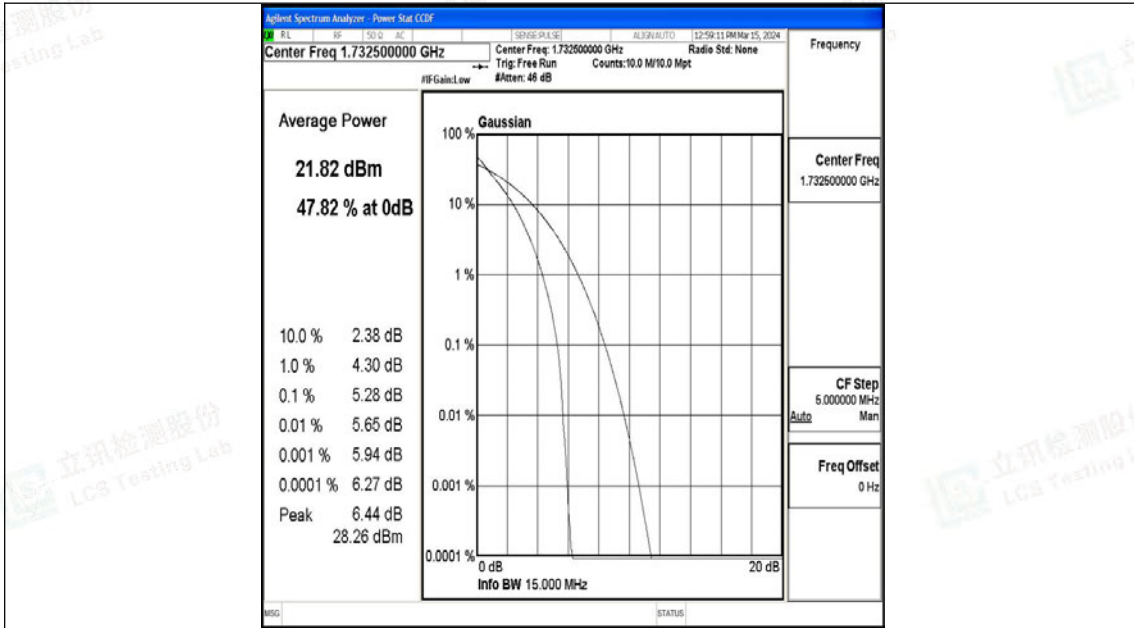 Agilent Spectrum Analyzer - Power Stat CCDF
RL RF 50 Ω AC SENSE:PULSE ALIGN AUTO 12:59:11 PM Mar 15, 2024
Center Freq 1.732500000 GHz
Center Freq: 1.732500000 GHz Radio Std: None
Trig: Free Run Counts:10.0 M/10.0 Mpt
#IFGain:Low #Atten: 46 dB
Frequency
Average Power
21.82 dBm
47.82 % at 0dB
10.0 % 2.38 dB
1.0 % 4.30 dB
0.1 % 5.28 dB
0.01 % 5.65 dB
0.001 % 5.94 dB
0.0001 % 6.27 dB
Peak 6.44 dB
28.26 dBm
Gaussian
100 %
10 %
1 %
0.1 %
0.01 %
0.001 %
0.0001 %
0 dB 20 dB
Info BW 15.000 MHz
Center Freq
1.732500000 GHz
CF Step
5.000000 MHz
Auto Man
Freq Offset
0 Hz
MSG STATUS
立讯检测股份
LCS Testing Lab